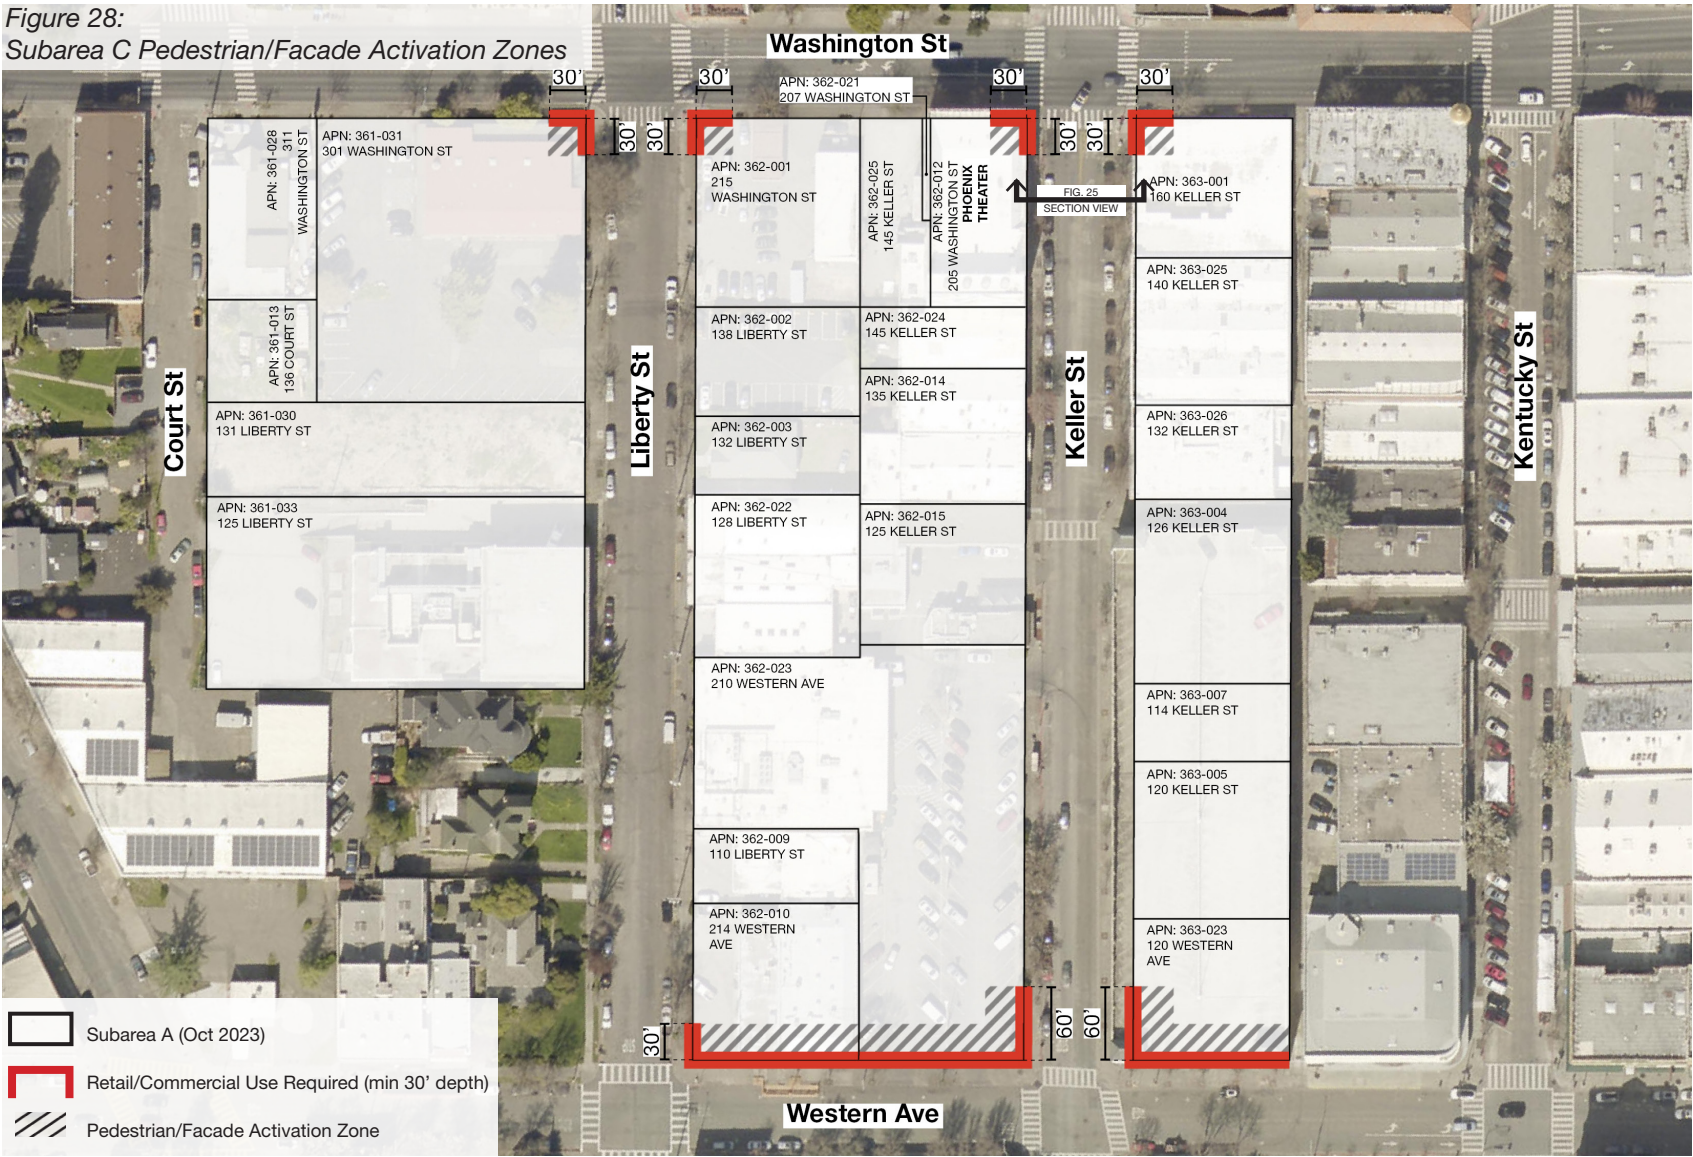 Figure 28:
Subarea C Pedestrian/Facade Activation Zones
Washington St
30'
30'
30'
30'
APN: 362-021
207 WASHINGTON ST
30'
30'
30'
30'
APN: 361-028
311
WASHINGTON ST
APN: 361-031
301 WASHINGTON ST
APN: 362-001
215
WASHINGTON ST
APN: 362-025
145 KELLER ST
APN: 362-012
205 WASHINGTON ST
PHOENIX
THEATER
FIG. 25
SECTION VIEW
APN: 363-001
160 KELLER ST
APN: 363-025
140 KELLER ST
APN: 361-013
136 COURT ST
APN: 362-002
138 LIBERTY ST
APN: 362-024
145 KELLER ST
Court St
Liberty St
Keller St
Kentucky St
APN: 362-014
135 KELLER ST
APN: 361-030
131 LIBERTY ST
APN: 362-003
132 LIBERTY ST
APN: 363-026
132 KELLER ST
APN: 361-033
125 LIBERTY ST
APN: 362-022
128 LIBERTY ST
APN: 362-015
125 KELLER ST
APN: 363-004
126 KELLER ST
APN: 362-023
210 WESTERN AVE
APN: 363-007
114 KELLER ST
APN: 363-005
120 KELLER ST
APN: 362-009
110 LIBERTY ST
APN: 362-010
214 WESTERN
AVE
APN: 363-023
120 WESTERN
AVE
30'
60'
60'
Western Ave
Subarea A (Oct 2023)
Retail/Commercial Use Required (min 30' depth)
Pedestrian/Facade Activation Zone